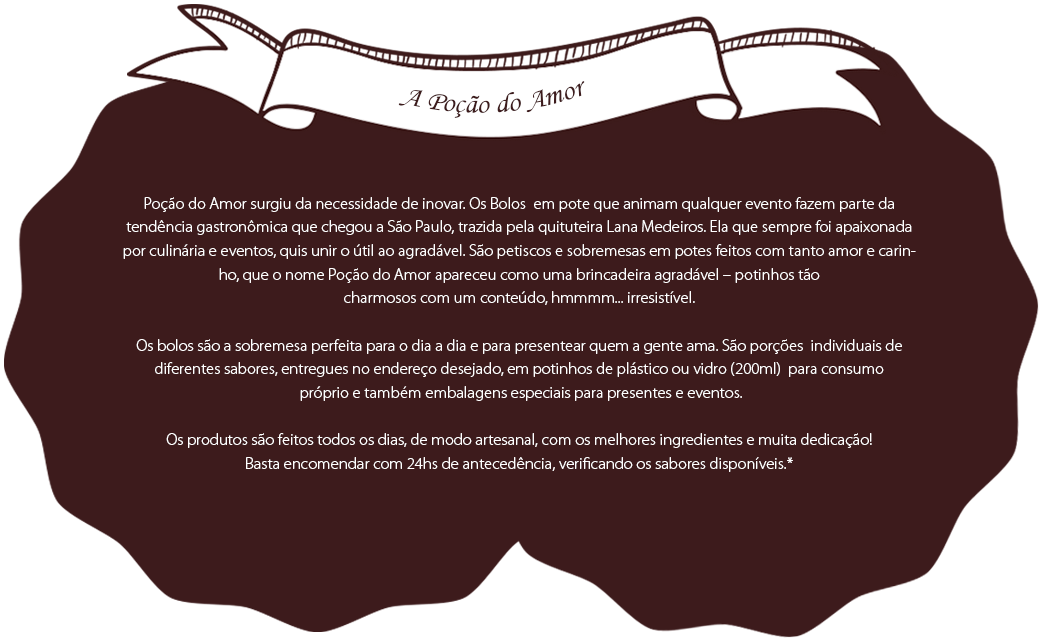 A Poção do Amor
Poção do Amor surgiu da necessidade de inovar. Os Bolos  em pote que animam qualquer evento fazem parte da
tendência gastronômica que chegou a São Paulo, trazida pela quituteira Lana Medeiros. Ela que sempre foi apaixonada
por culinária e eventos, quis unir o útil ao agradável. São petiscos e sobremesas em potes feitos com tanto amor e carin-
ho, que o nome Poção do Amor apareceu como uma brincadeira agradável – potinhos tão
charmosos com um conteúdo, hmmmm... irresistível.
Os bolos são a sobremesa perfeita para o dia a dia e para presentear quem a gente ama. São porções  individuais de
diferentes sabores, entregues no endereço desejado, em potinhos de plástico ou vidro (200ml)  para consumo
próprio e também embalagens especiais para presentes e eventos.
Os produtos são feitos todos os dias, de modo artesanal, com os melhores ingredientes e muita dedicação!
Basta encomendar com 24hs de antecedência, verificando os sabores disponíveis.*